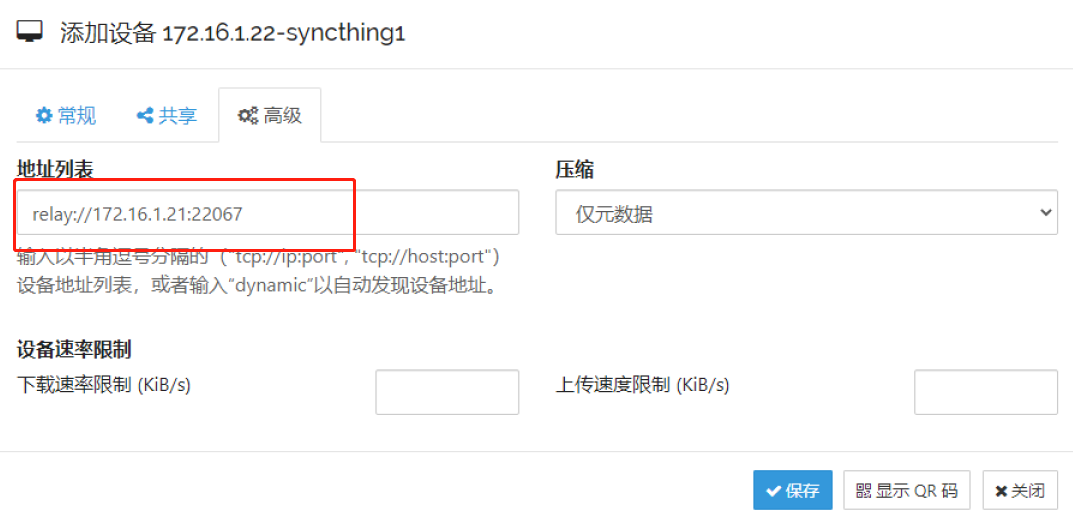 添加设备 172.16.1.22-syncthing1
常规 共享 高级
地址列表 压缩
relay://172.16.1.21:22067 仅元数据
输入以半角逗号分隔的（"tcp://ip:port", "tcp://host:port"）
设备地址列表，或者输入“dynamic”以自动发现设备地址。
设备速率限制
下载速率限制 (KiB/s) 上传速度限制 (KiB/s)
保存 显示 QR 码 关闭